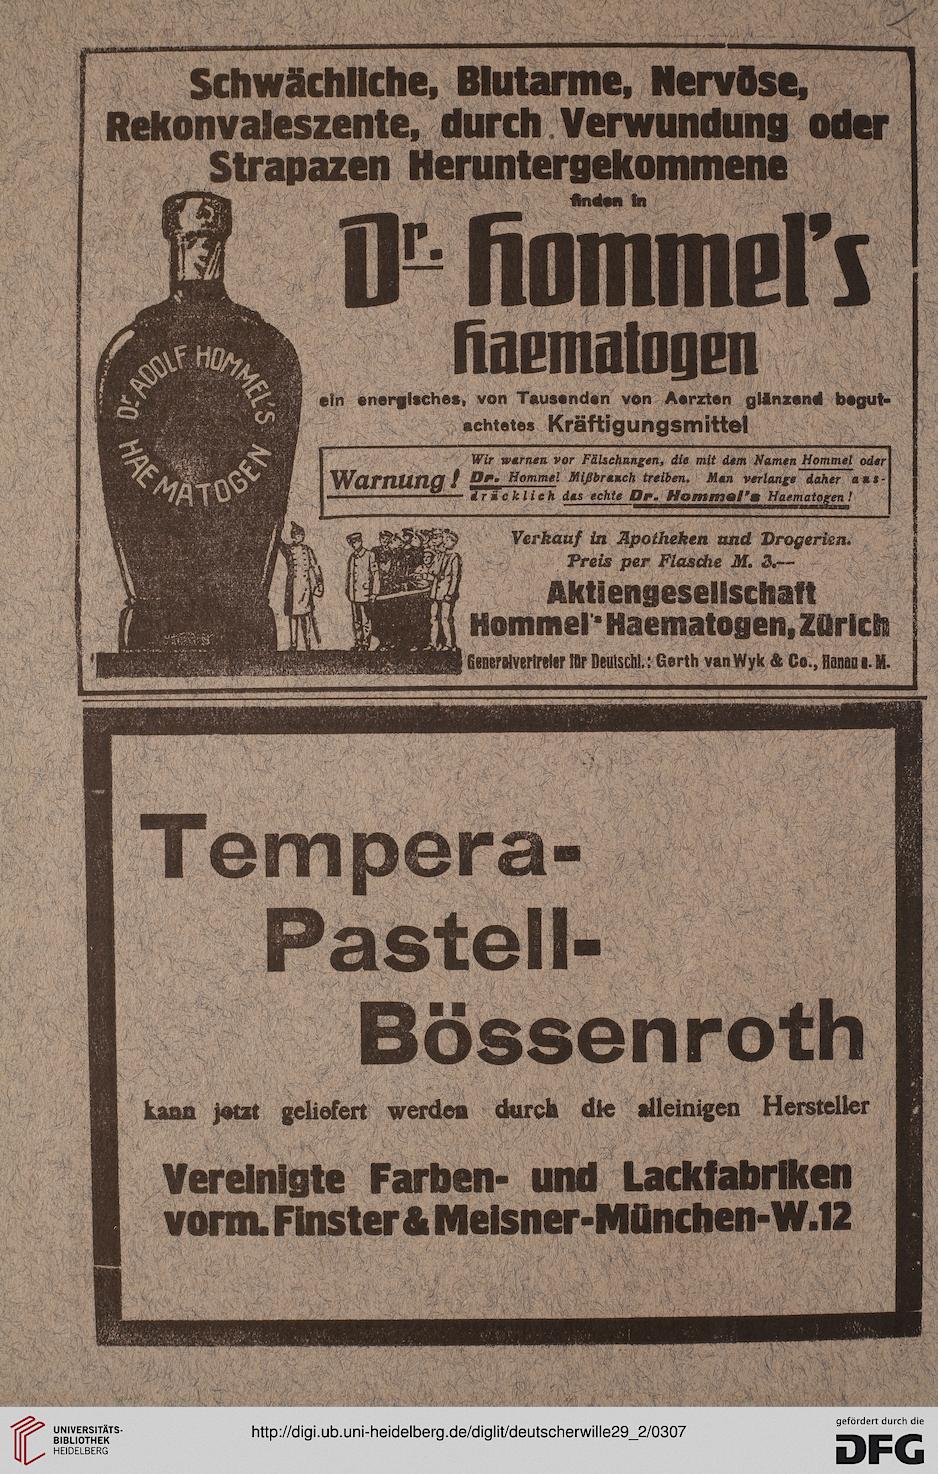 Schwächliche, Blutarme, Nervöse,
Rekonvaleszente, durch Verwundung oder
Strapazen Heruntergekommene
finden in
Dr. Hommel's
Haematogen
Dr. ADOLF HOMMEL'S
HAEMATOGEN
ein energisches, von Tausenden von Aerzten glänzend begut-
achtetes Kräftigungsmittel
Warnung!
Wir warnen vor Fälschungen, die mit dem Namen Hommel oder
Dr. Hommel Mißbrauch treiben. Man verlange daher aus-
drücklich das echte Dr. Hommel's Haematogen!
Verkauf in Apotheken und Drogerien.
Preis per Flasche M. 3.--
Aktiengesellschaft
Hommel's Haematogen, Zürich
Generalvertreter für Deutschl.: Gerth van Wyk & Co., Hanau a. M.
Tempera-
Pastell-
Bössenroth
kann jetzt geliefert werden durch die alleinigen Hersteller
Vereinigte Farben- und Lackfabriken
vorm. Finster & Meisner-München-W.12
UNIVERSITÄTS-
BIBLIOTHEK
HEIDELBERG
http://digi.ub.uni-heidelberg.de/diglit/deutscherwille29_2/0307
gefördert durch die
DFG